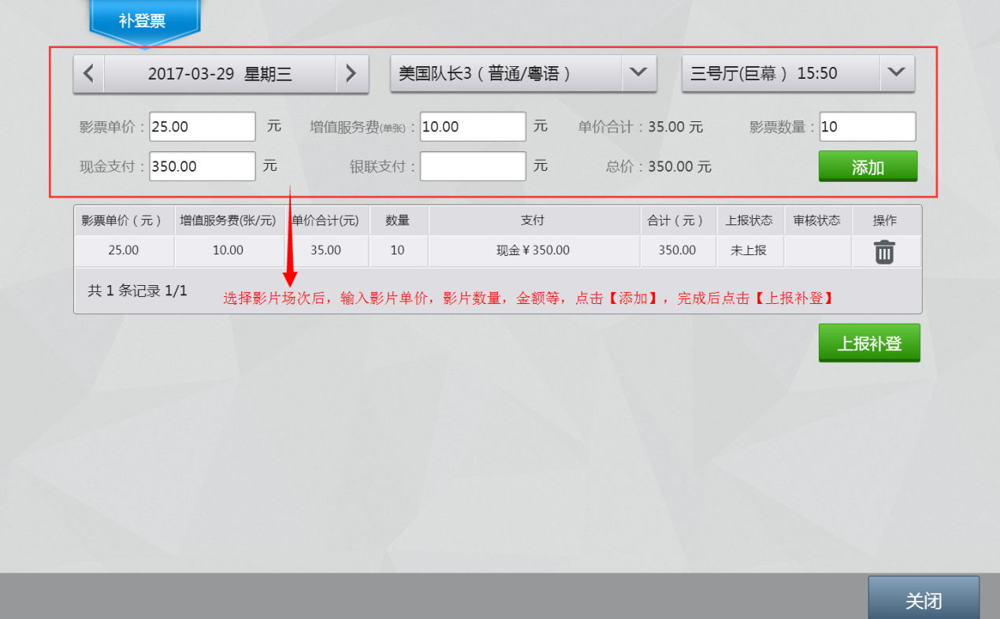 补登票
2017-03-29 星期三 美国队长3（普通/粤语） 三号厅(巨幕） 15:50
影票单价：25.00 元 增值服务费(单张)：10.00 元 单价合计：35.00 元 影票数量：10
现金支付：350.00 元 银联支付： 元 总价：350.00 元 添加
影票单价（元） 增值服务费(张/元) 单价合计(元) 数量 支付 合计（元） 上报状态 审核状态 操作
25.00 10.00 35.00 10 现金￥350.00 350.00 未上报
共 1 条记录 1/1
选择影片场次后，输入影片单价，影片数量，金额等，点击【添加】，完成后点击【上报补登】
上报补登
关闭